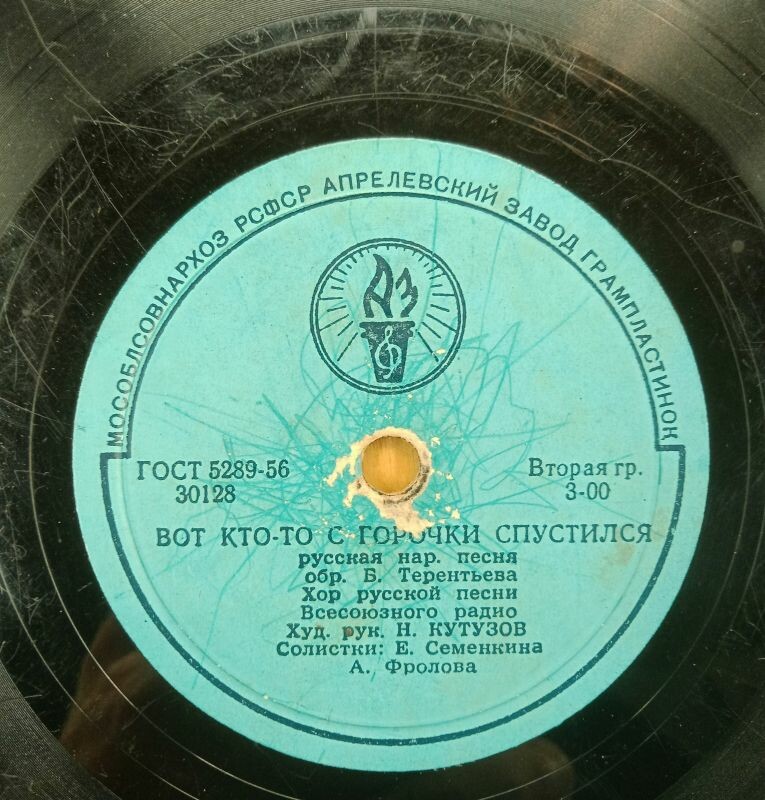 МОСОБЛСОВНАРХОЗ РСФСР АПРЕЛЕВСКИЙ ЗАВОД ГРАМПЛАСТИНОК
АЗ
ГОСТ 5289-56
30128
Вторая гр.
3-00
ВОТ КТО-ТО С ГОРОЧКИ СПУСТИЛСЯ
русская нар. песня
обр. Б. Терентьева
Хор русской песни
Всесоюзного радио
Худ. рук. Н. КУТУЗОВ
Солистки: Е. Семенкина
А. Фролова